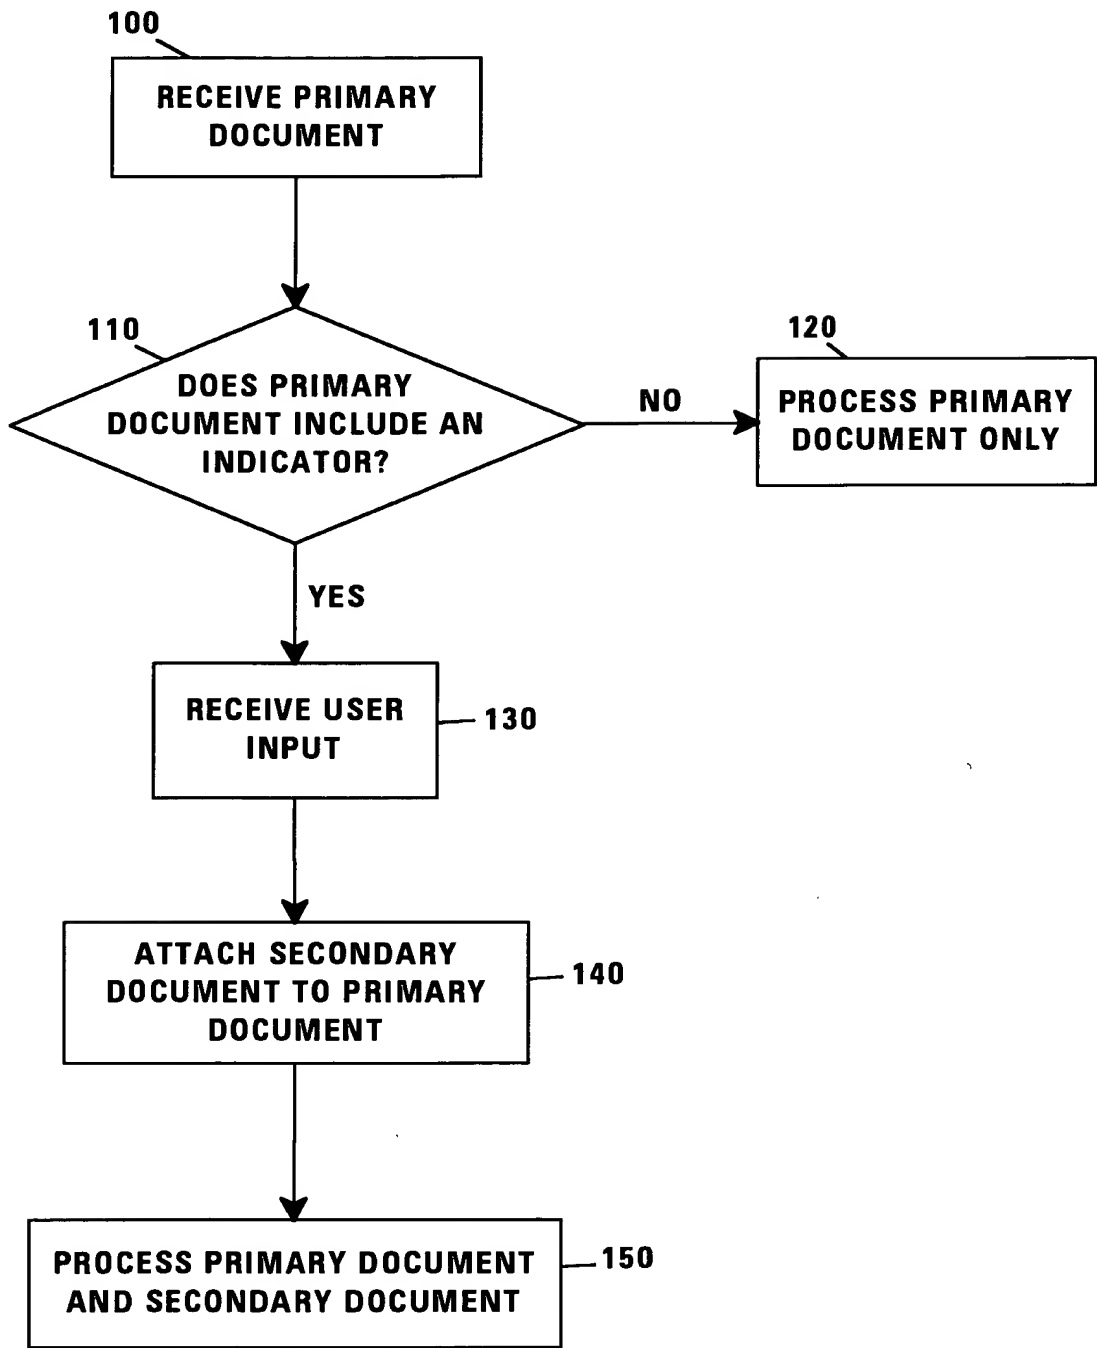 100
RECEIVE PRIMARY
DOCUMENT
110
DOES PRIMARY
DOCUMENT INCLUDE AN
INDICATOR?
NO
120
PROCESS PRIMARY
DOCUMENT ONLY
YES
RECEIVE USER
INPUT
130
ATTACH SECONDARY
DOCUMENT TO PRIMARY
DOCUMENT
140
PROCESS PRIMARY DOCUMENT
AND SECONDARY DOCUMENT
150